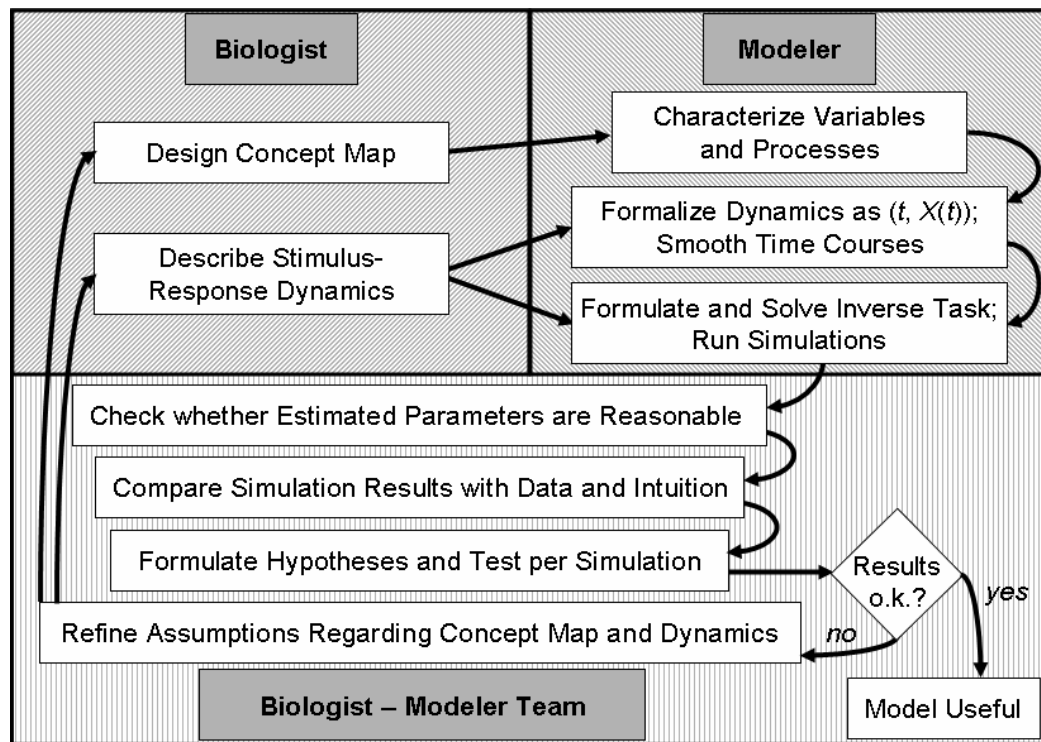 Biologist
Modeler
Design Concept Map
Characterize Variables
and Processes
Describe Stimulus-
Response Dynamics
Formalize Dynamics as (t, X(t));
Smooth Time Courses
Formulate and Solve Inverse Task;
Run Simulations
Check whether Estimated Parameters are Reasonable
Compare Simulation Results with Data and Intuition
Formulate Hypotheses and Test per Simulation
Results
o.k.?
yes
no
Refine Assumptions Regarding Concept Map and Dynamics
Biologist – Modeler Team
Model Useful